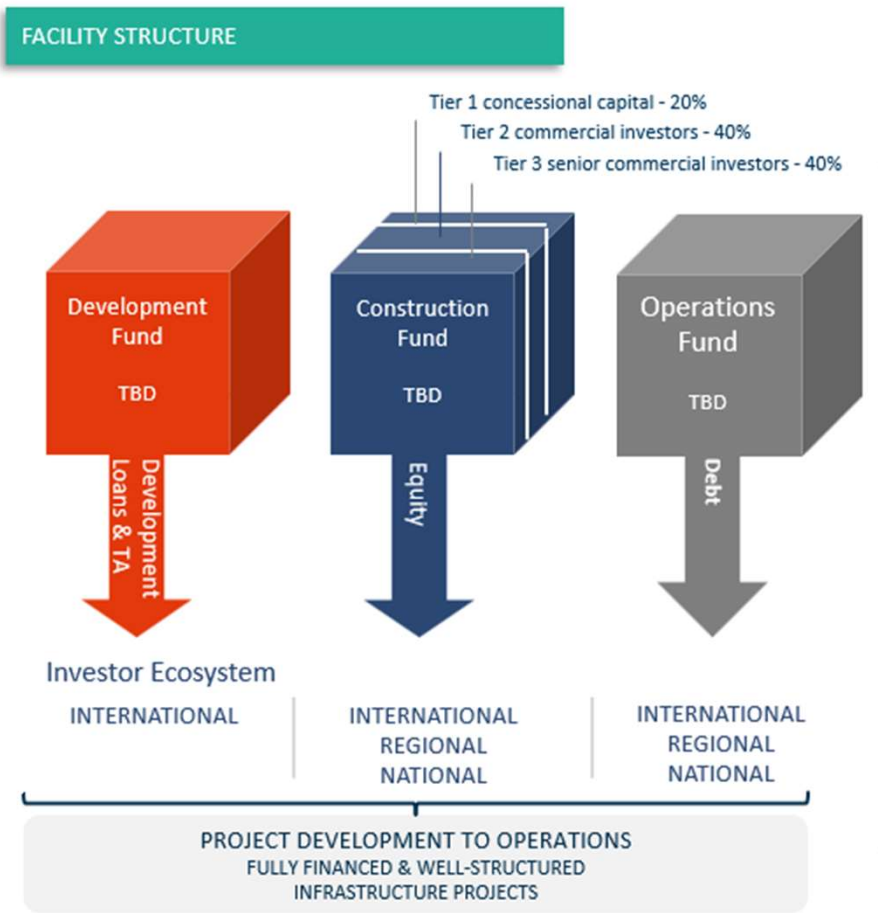 FACILITY STRUCTURE
Tier 1 concessional capital - 20%
Tier 2 commercial investors - 40%
Tier 3 senior commercial investors - 40%
Development
Fund
TBD
Construction
Fund
TBD
Operations
Fund
TBD
Development
Loans & TA
Equity
Debt
Investor Ecosystem
INTERNATIONAL
INTERNATIONAL
REGIONAL
NATIONAL
INTERNATIONAL
REGIONAL
NATIONAL
PROJECT DEVELOPMENT TO OPERATIONS
FULLY FINANCED & WELL-STRUCTURED
INFRASTRUCTURE PROJECTS